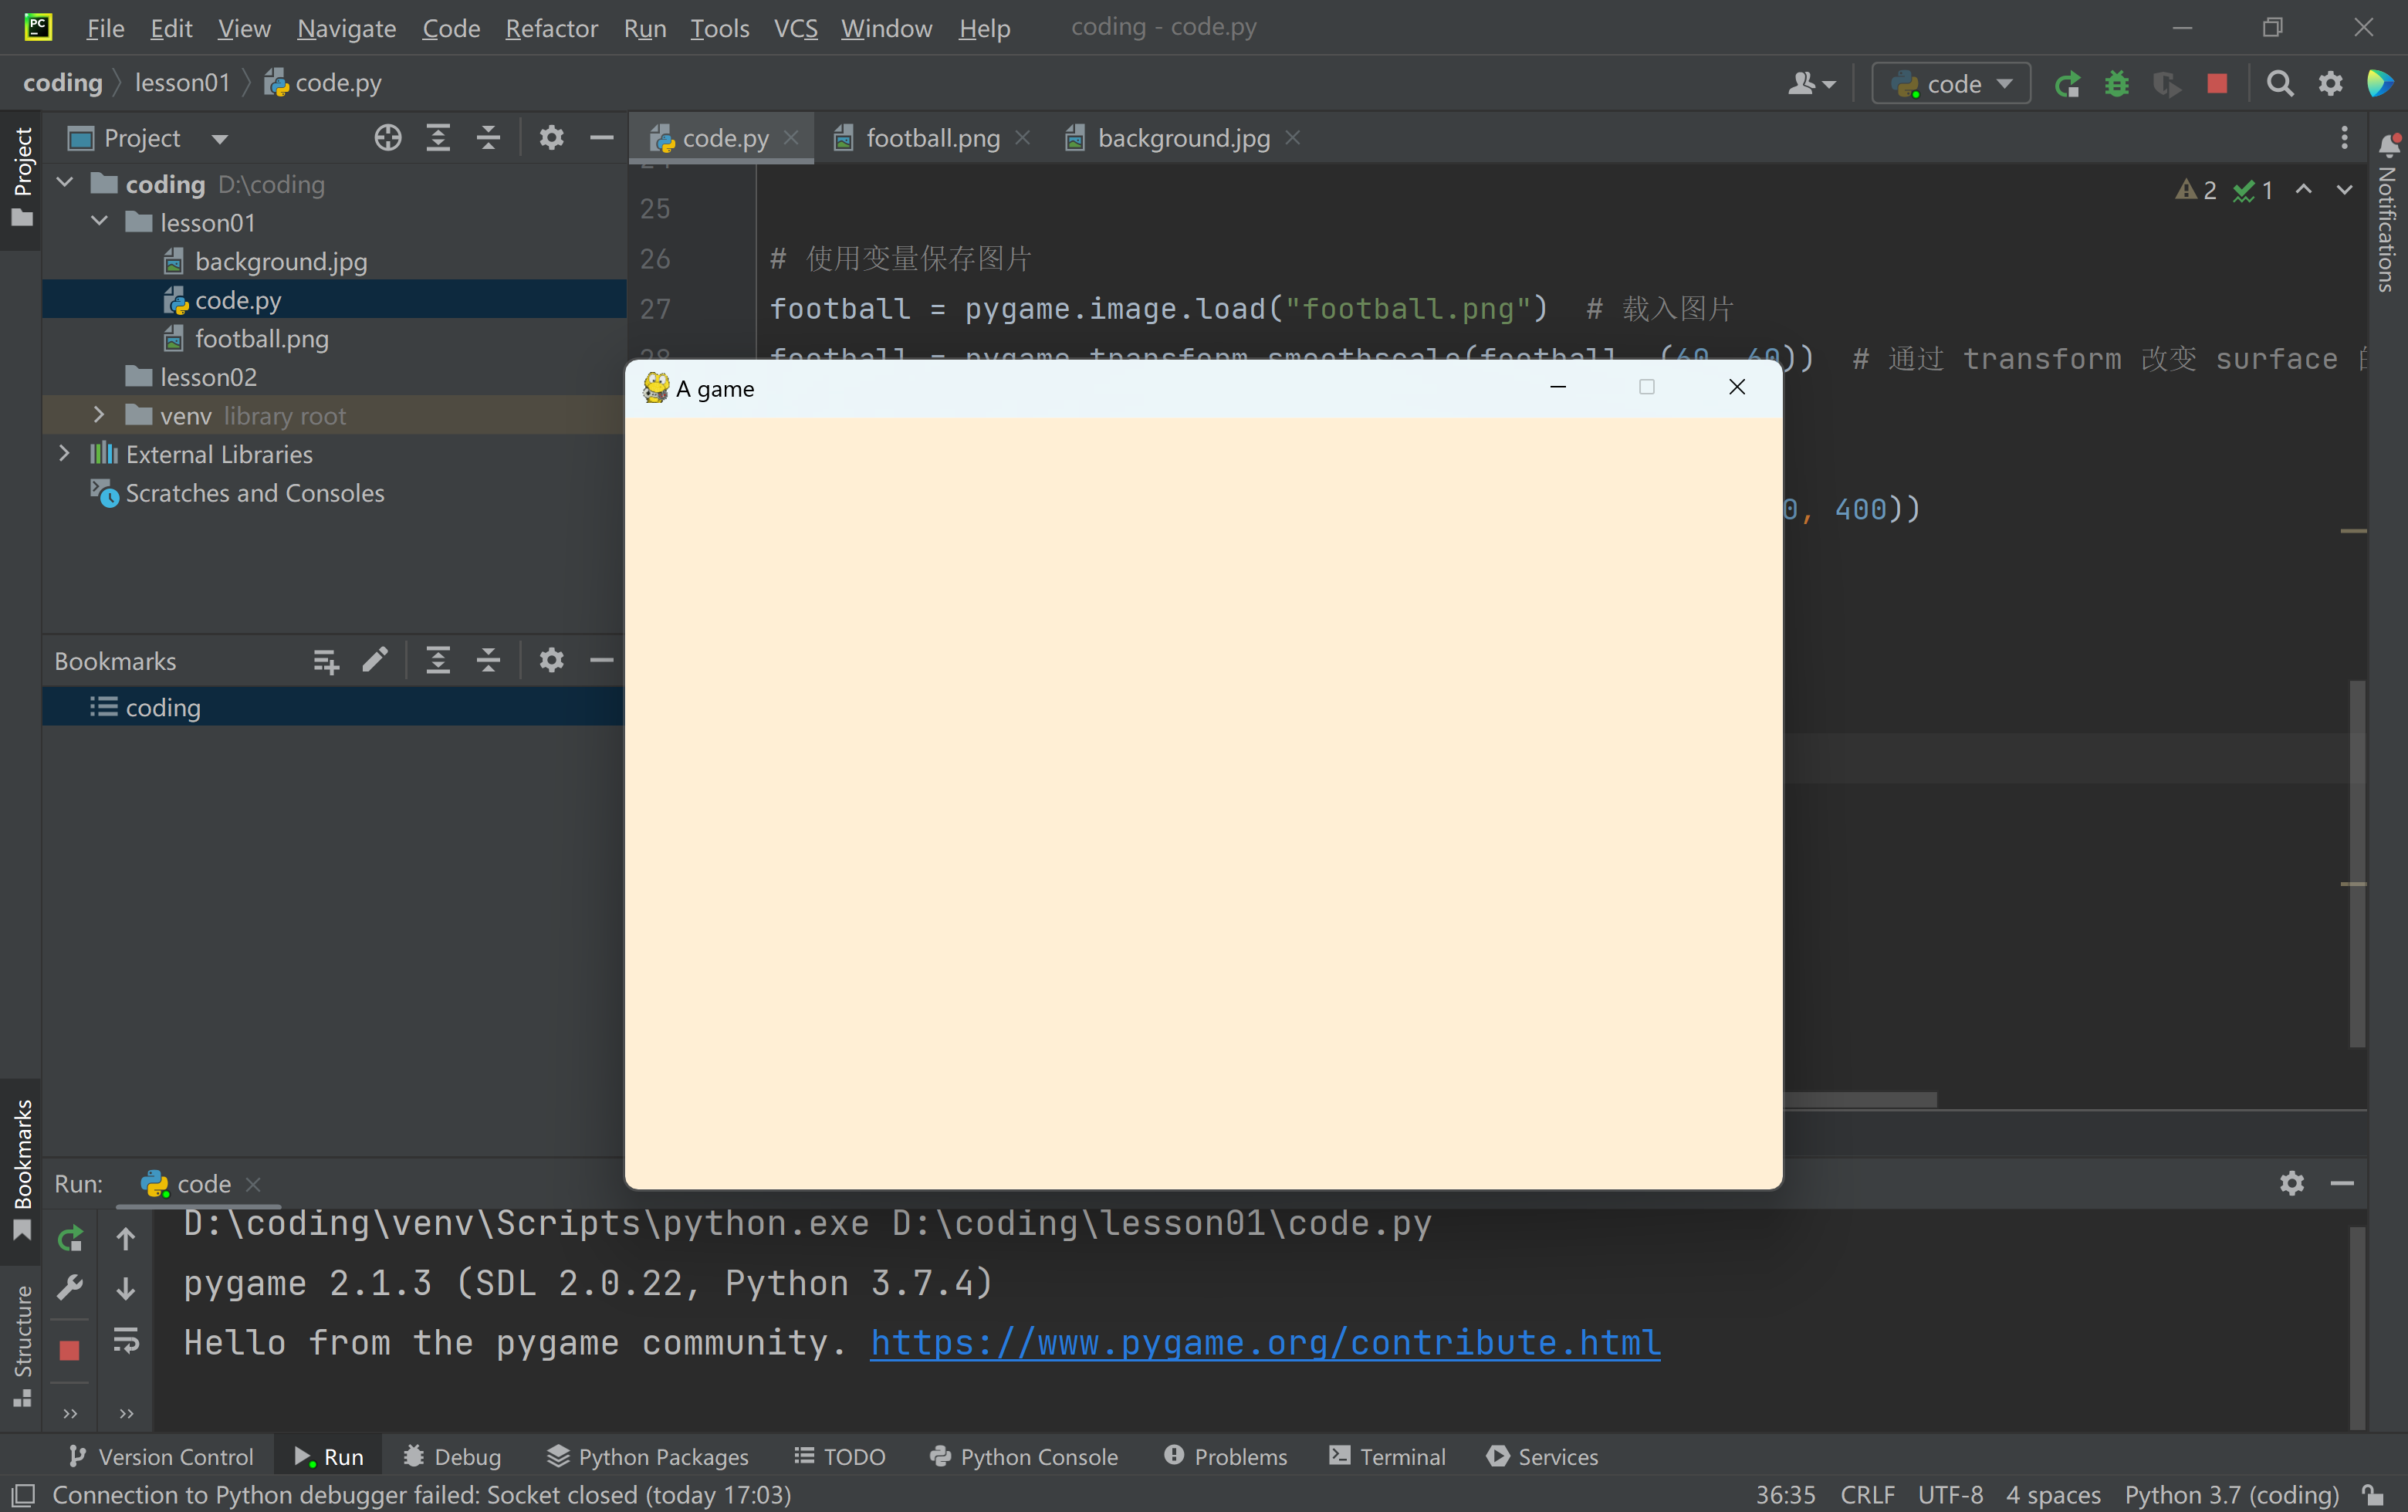 File Edit View Navigate Code Refactor Run Tools VCS Window Help coding - code.py
coding lesson01 code.py
code
Project
Project
coding D:\coding
lesson01
background.jpg
code.py
football.png
lesson02
venv library root
External Libraries
Scratches and Consoles
Bookmarks
coding
code.py football.png background.jpg
2 1
Notifications
25
26 # 使用变量保存图片
27 football = pygame.image.load("football.png") # 载入图片
28 football = pygame.transform.smoothscale(football, (60, 60)) # 通过 transform 改变 surface
A game
0, 400))
Bookmarks
Structure
Run: code
D:\coding\venv\Scripts\python.exe D:\coding\lesson01\code.py
pygame 2.1.3 (SDL 2.0.22, Python 3.7.4)
Hello from the pygame community. https://www.pygame.org/contribute.html
Version Control Run Debug Python Packages TODO Python Console Problems Terminal Services
Connection to Python debugger failed: Socket closed (today 17:03) 36:35 CRLF UTF-8 4 spaces Python 3.7 (coding)